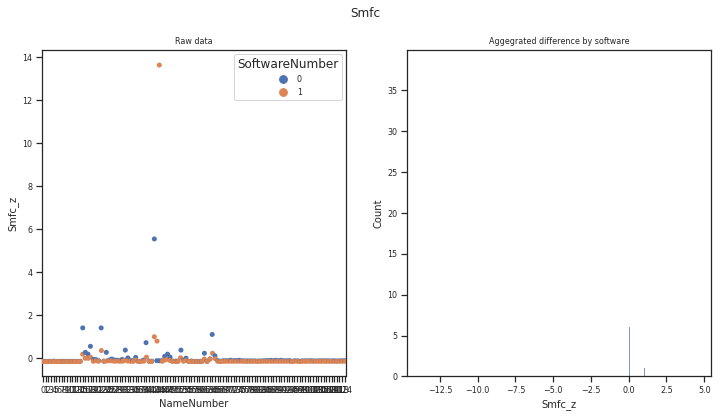 Smfc
Raw data
Aggegrated difference by software
SoftwareNumber
0
1
14
12
10
8
6
4
2
0
Smfc_z
NameNumber
35
30
25
20
15
10
5
0
Count
-12.5 -10.0 -7.5 -5.0 -2.5 0.0 2.5 5.0
Smfc_z